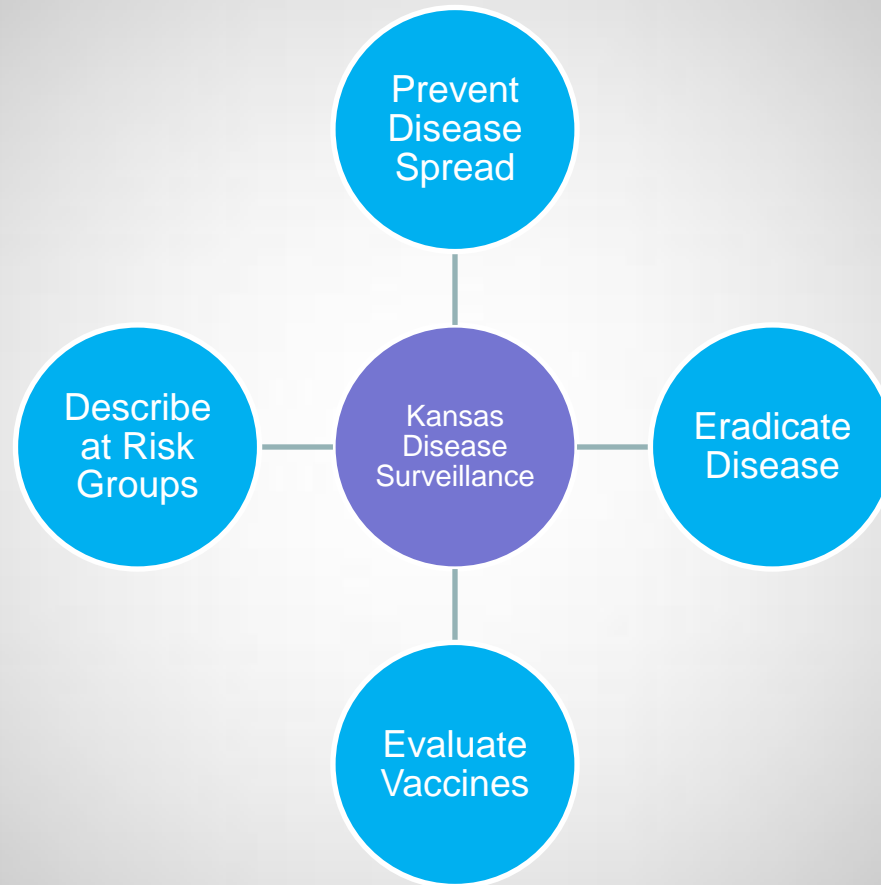 Prevent
Disease
Spread
Describe
at Risk
Groups
Kansas
Disease
Surveillance
Eradicate
Disease
Evaluate
Vaccines